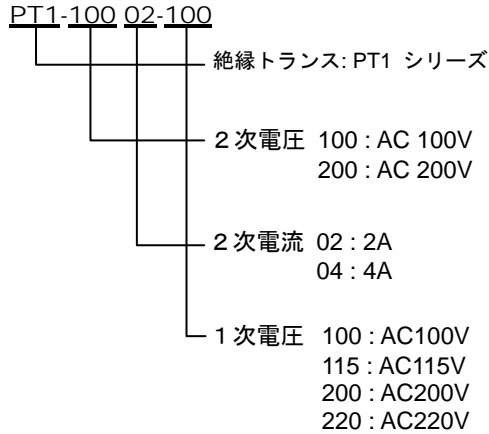 PT1-100 02-100
絶縁トランス: PT1 シリーズ
2次電圧 100 : AC 100V
200 : AC 200V
2次電流 02 : 2A
04 : 4A
1次電圧 100 : AC100V
115 : AC115V
200 : AC200V
220 : AC220V